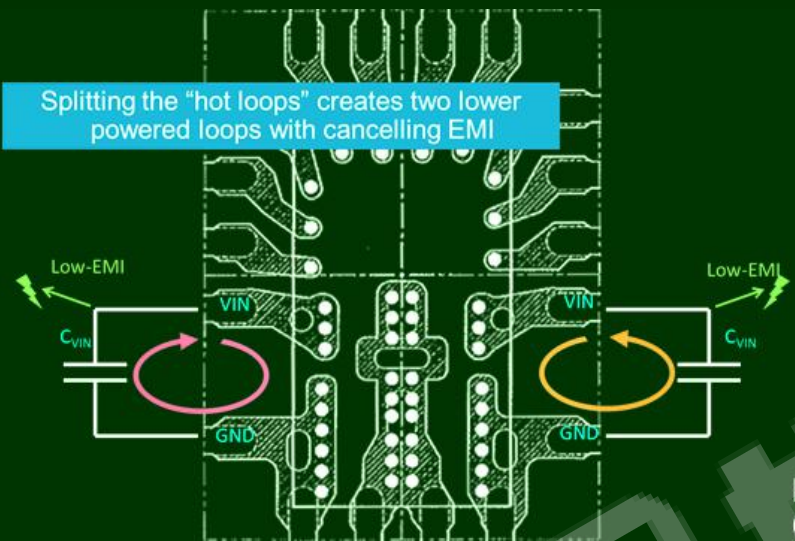 Splitting the “hot loops” creates two lower
powered loops with cancelling EMI
Low-EMI
Low-EMI
VIN
VIN
CVIN
CVIN
GND
GND